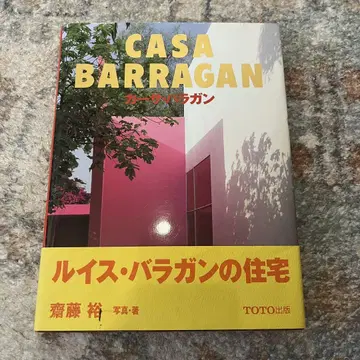 CASA
BARRAGAN
カーサ・バラガン
ルイス・バラガンの住宅
齋藤 裕 写真・著
TOTO出版